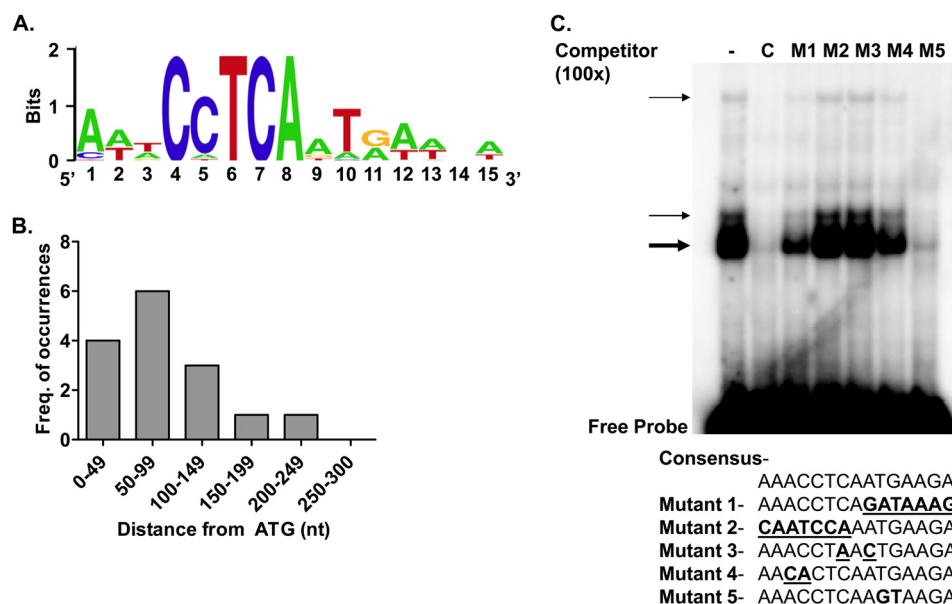 A.
Bits
2
1
0
5'
1 2 3 4 5 6 7 8 9 10 11 12 13 14 15
3'
A C A T T A C C A T C A A T A G A A T A T A T
B.
Freq. of occurrences
8
6
4
2
0
0-49
50-99
100-149
150-199
200-249
250-300
Distance from ATG (nt)
C.
Competitor - C M1 M2 M3 M4 M5
(100x)
Free Probe
Consensus-
AAACCTCAATGAAGA
Mutant 1- AAACCTCAGATAAAG
Mutant 2- CAATCCAAATGAAGA
Mutant 3- AAACCTAACTGAAGA
Mutant 4- AACACTCAATGAAGA
Mutant 5- AAACCTCAAGTAAGA